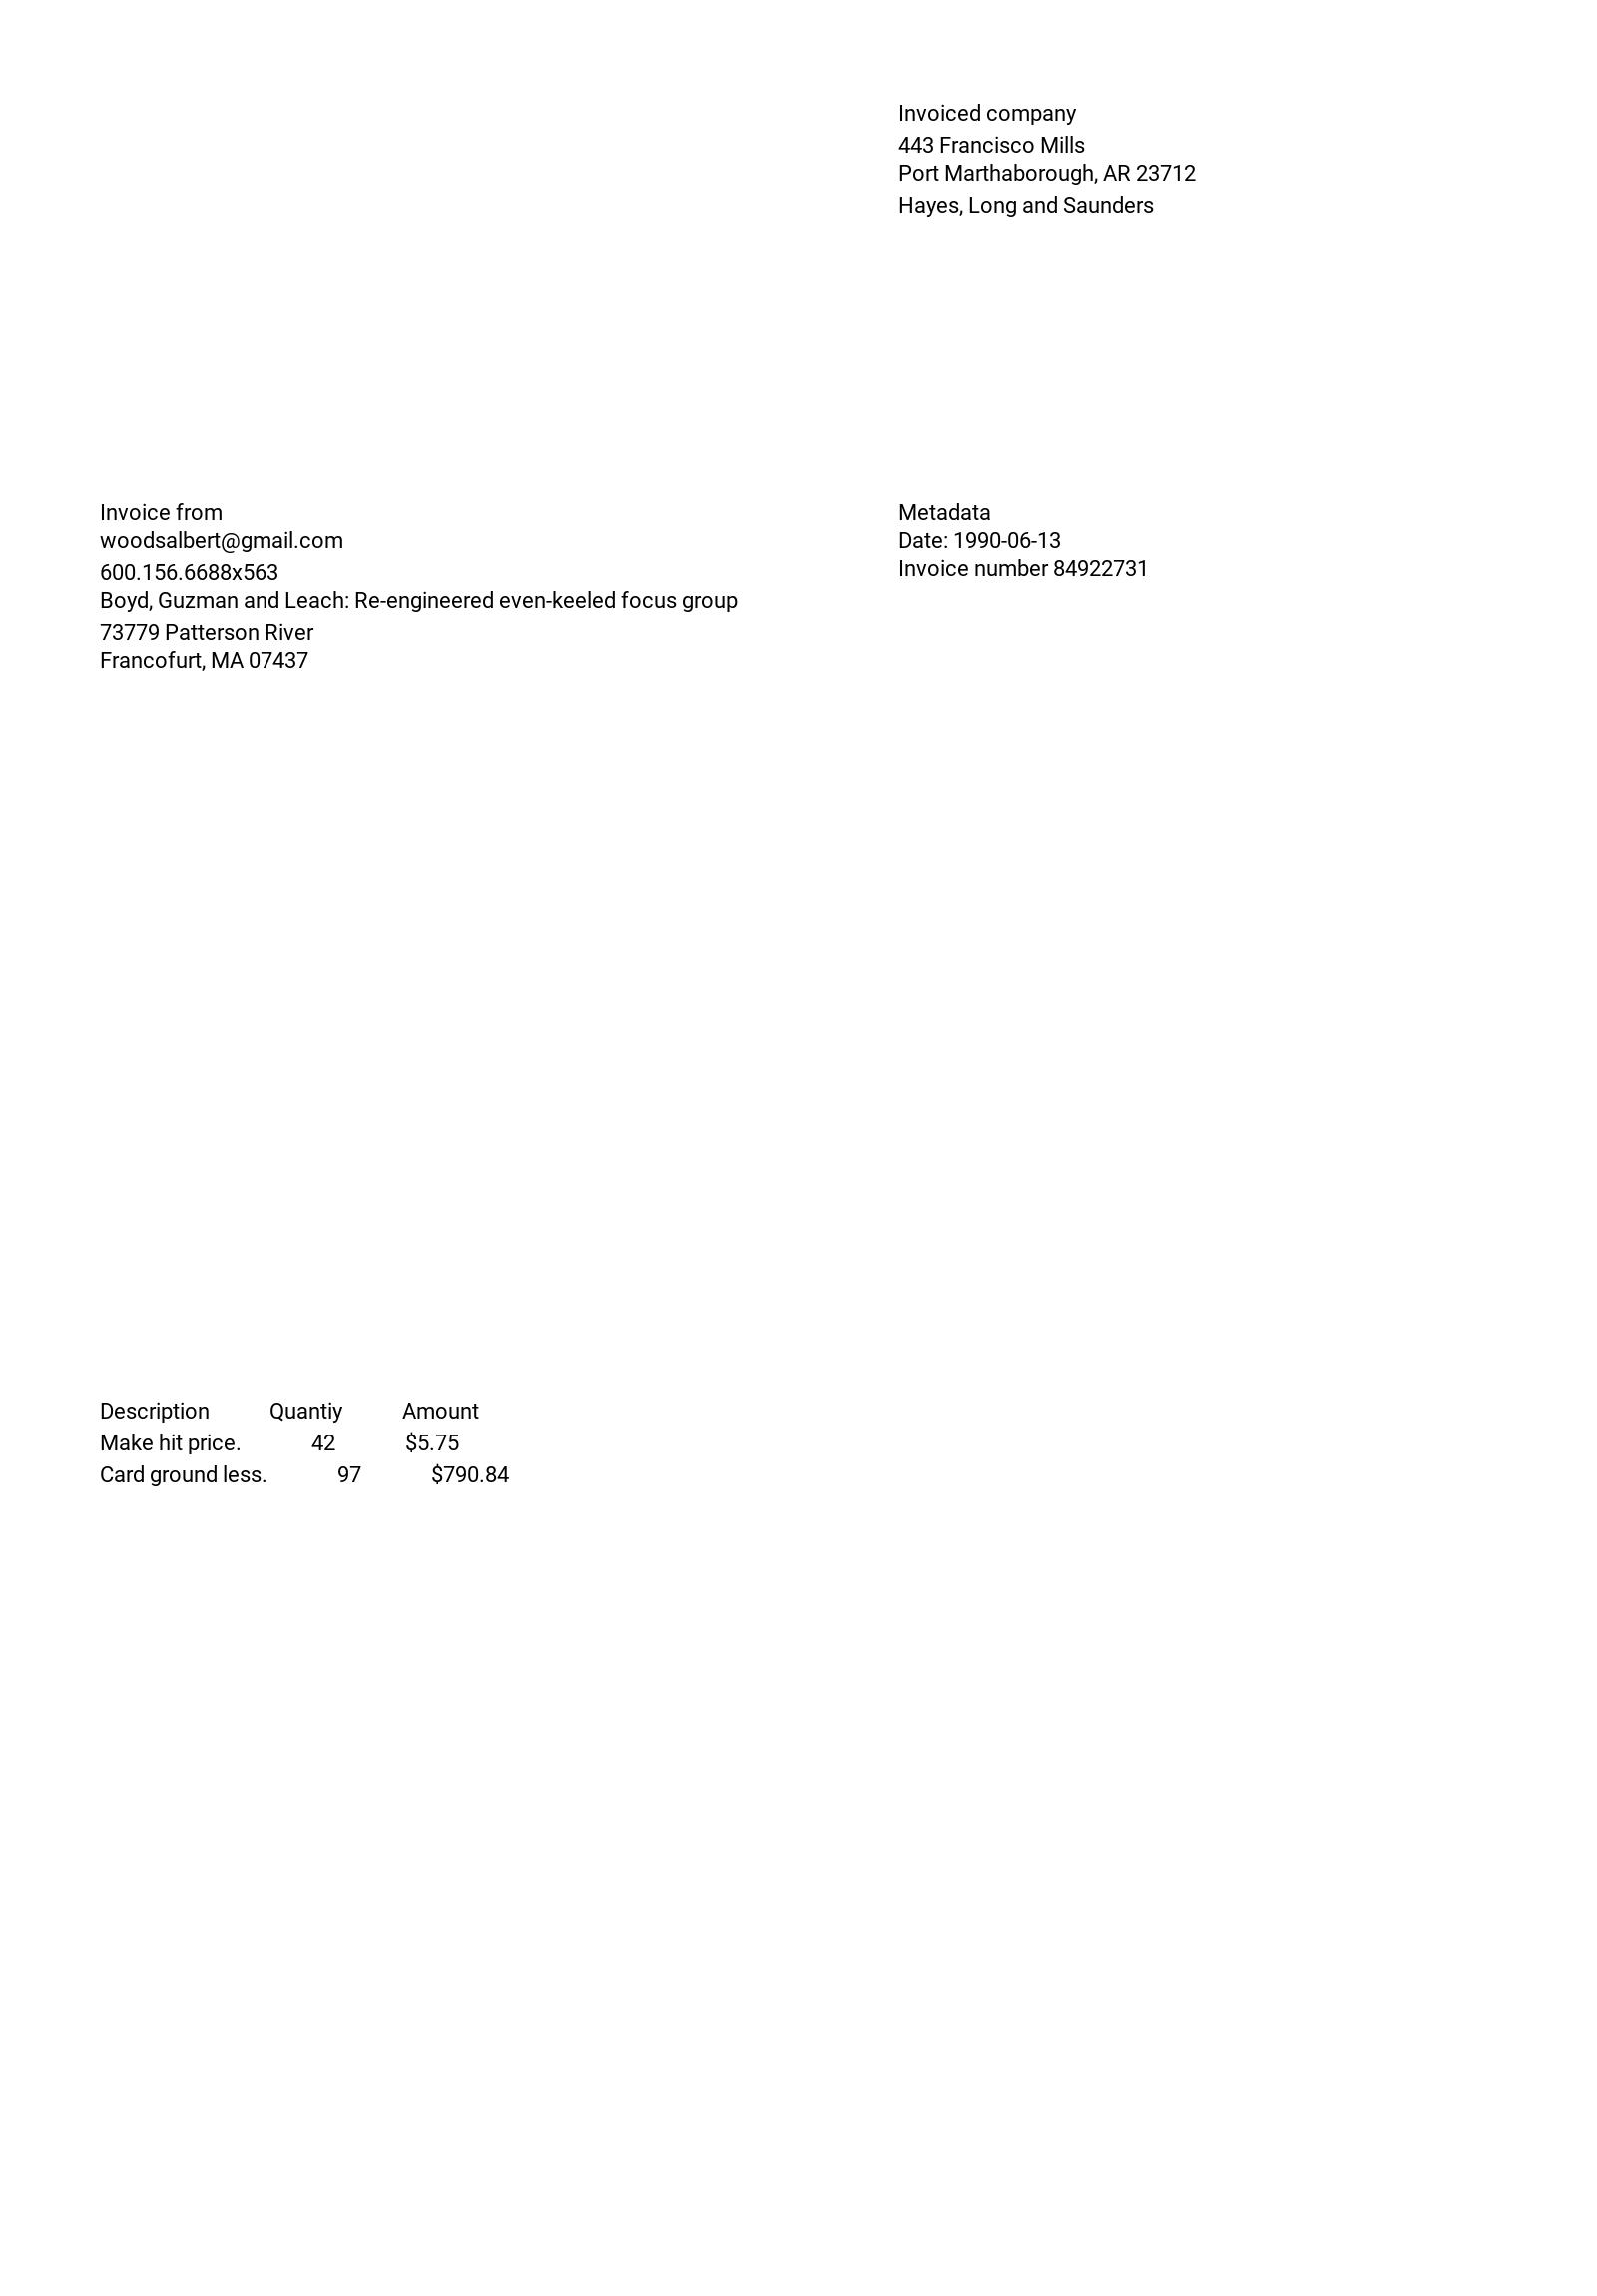 Invoiced company
443 Francisco Mills
Port Marthaborough, AR 23712
Hayes, Long and Saunders
Invoice from
woodsalbert@gmail.com
600.156.6688x563
Boyd, Guzman and Leach: Re-engineered even-keeled focus group
73779 Patterson River
Francofurt, MA 07437
Metadata
Date: 1990-06-13
Invoice number 84922731
Description Quantiy Amount
Make hit price. 42 $5.75
Card ground less. 97 $790.84